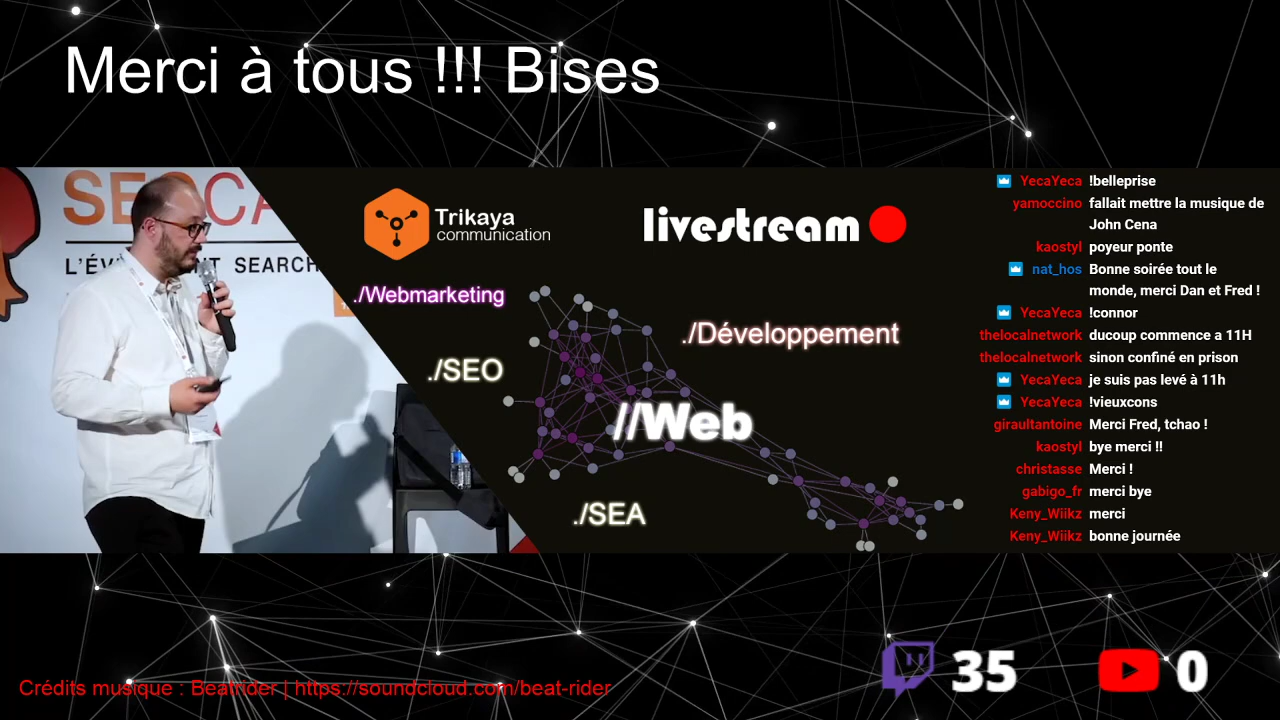 Merci à tous !!! Bises
SEOCA
L'ÉV
NT SEARCH
Trikaya
communication
livestream
./Webmarketing
./Développement
./SEO
//Web
./SEA
YecaYeca !belleprise
yamoccino fallait mettre la musique de
John Cena
kaostyl poyeur ponte
nat_hos Bonne soirée tout le
monde, merci Dan et Fred !
YecaYeca !connor
thelocalnetwork ducoup commence a 11H
thelocalnetwork sinon confiné en prison
YecaYeca je suis pas levé à 11h
YecaYeca !vieuxcons
giraultantoine Merci Fred, tchao !
kaostyl bye merci !!
christasse Merci !
gabigo_fr merci bye
Keny_Wiikz merci
Keny_Wiikz bonne journée
35
0
Crédits musique : Beatrider | https://soundcloud.com/beat-rider